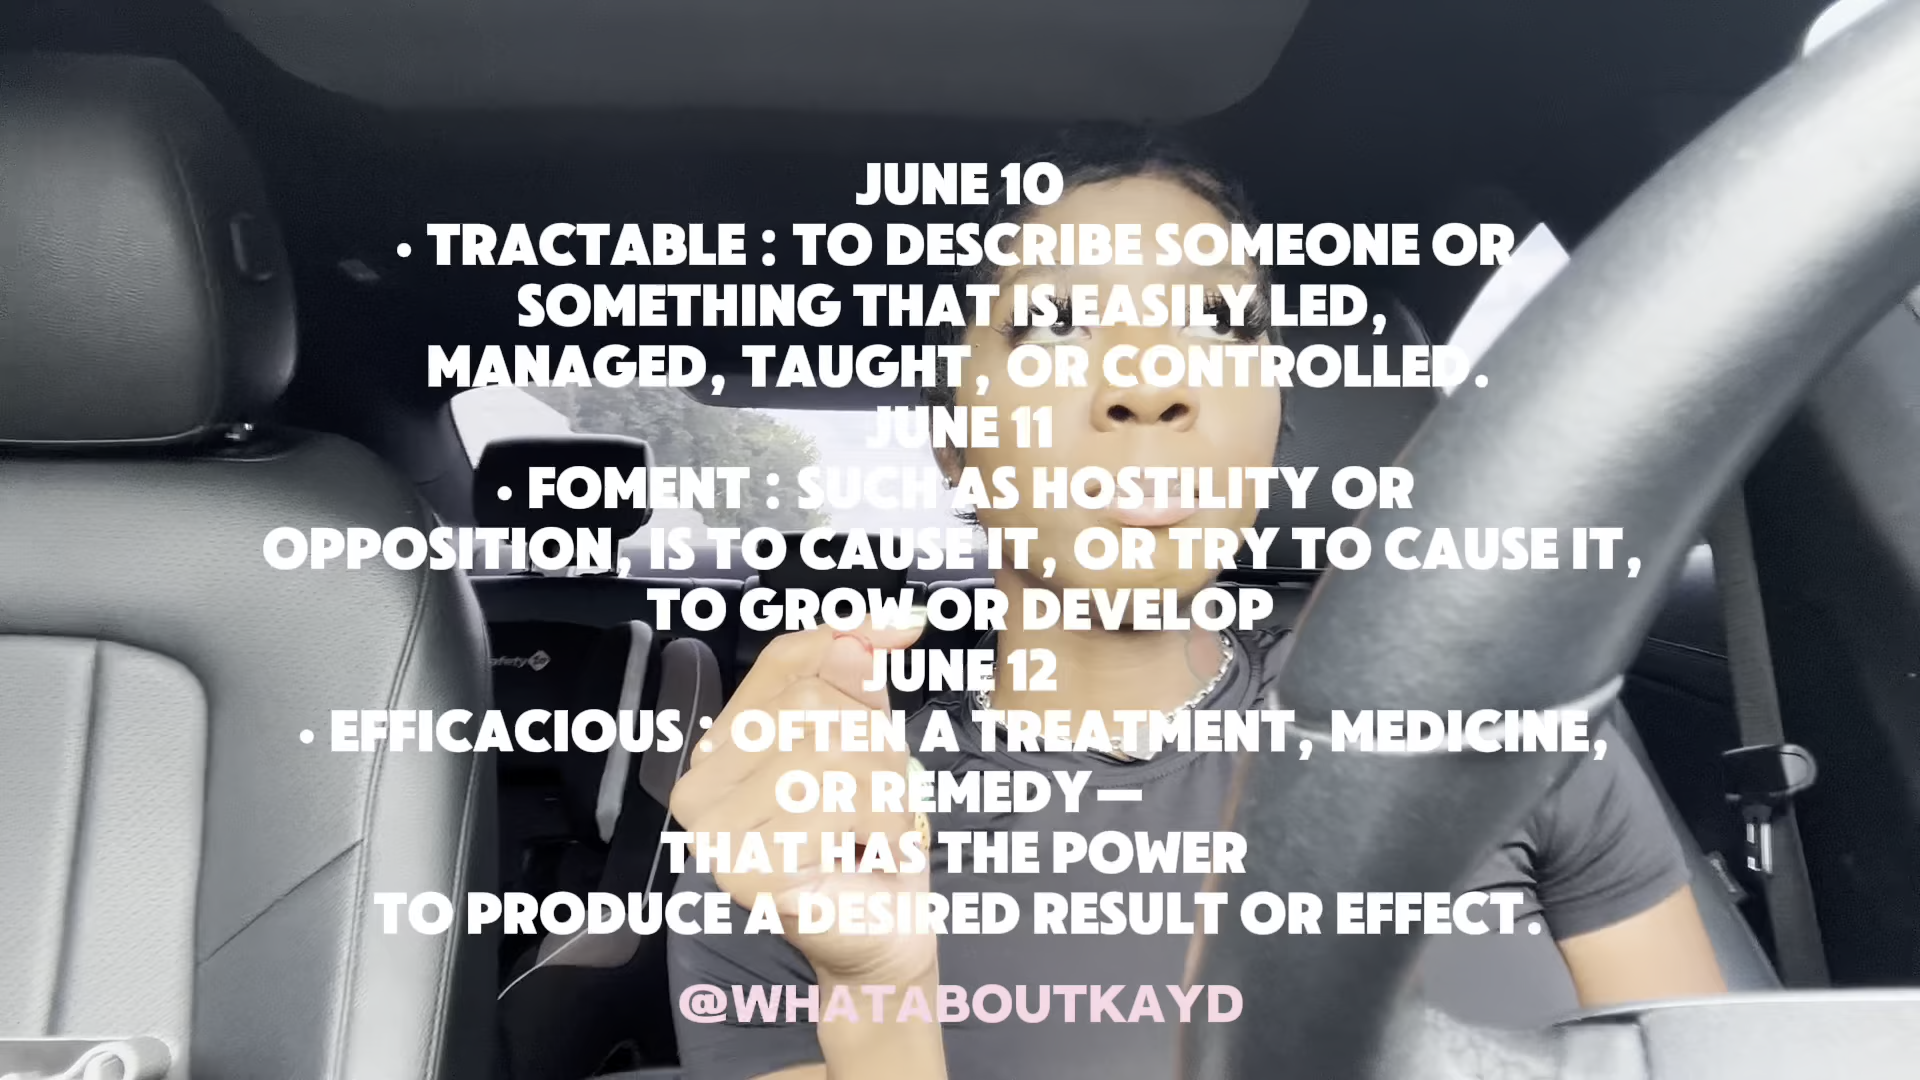 JUNE 10
• TRACTABLE : TO DESCRIBE SOMEONE OR
SOMETHING THAT IS EASILY LED,
MANAGED, TAUGHT, OR CONTROLLED.
JUNE 11
• FOMENT : SUCH AS HOSTILITY OR
OPPOSITION, IS TO CAUSE IT, OR TRY TO CAUSE IT,
TO GROW OR DEVELOP
JUNE 12
• EFFICACIOUS : OFTEN A TREATMENT, MEDICINE,
OR REMEDY—
THAT HAS THE POWER
TO PRODUCE A DESIRED RESULT OR EFFECT.
@WHATABOUTKAYD